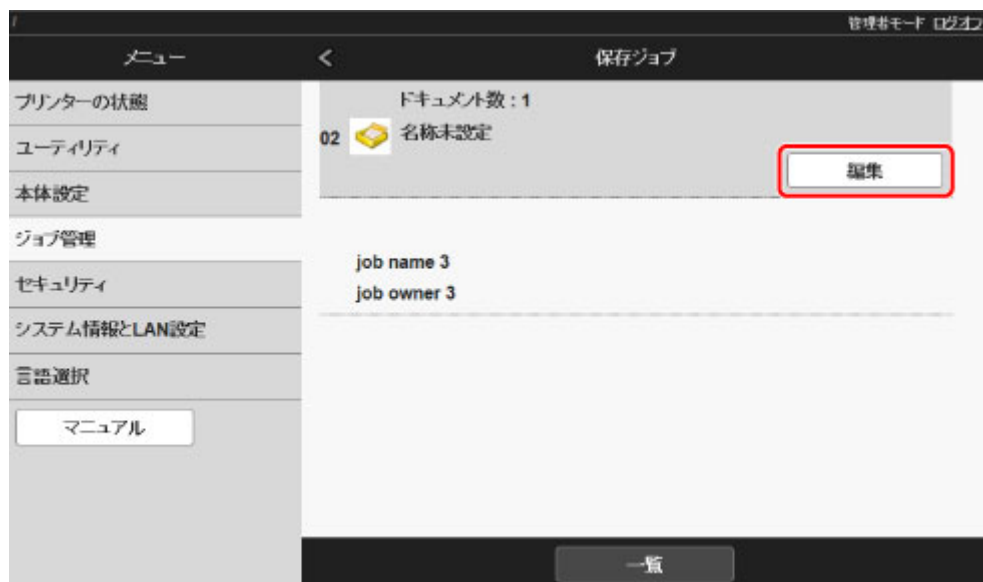 管理者モード ログオフ
メニュー
< 保存ジョブ
プリンターの状態
ユーティリティ
本体設定
ジョブ管理
セキュリティ
システム情報とLAN設定
言語選択
マニュアル
ドキュメント数 : 1
02 名称未設定
編集
job name 3
job owner 3
一覧